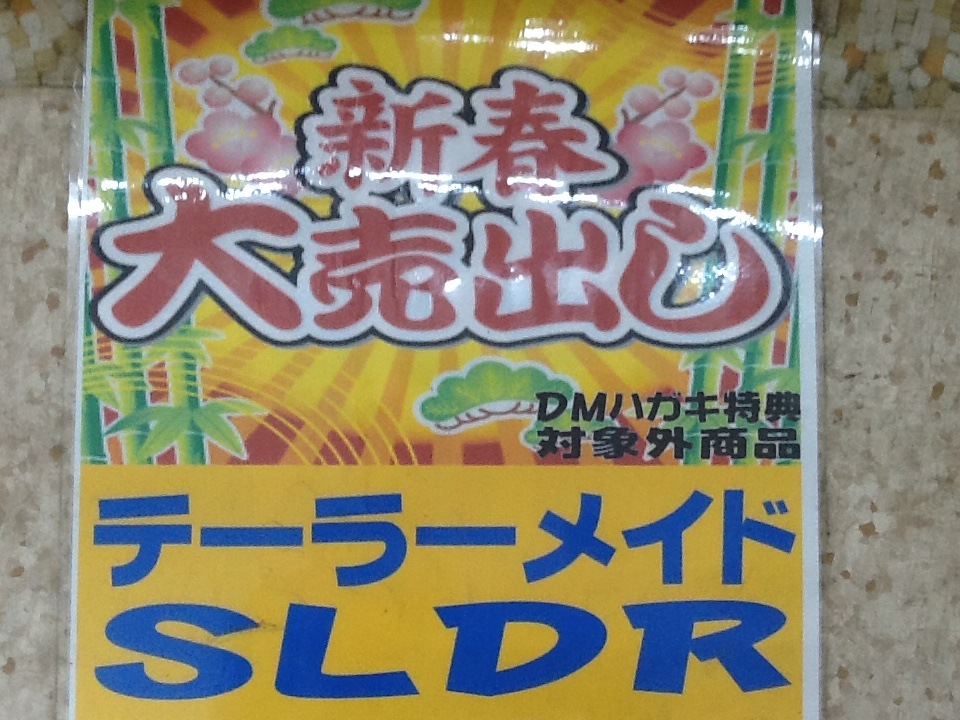 新春
大売出し
DMハガキ特典
対象外商品
テーラーメイド
SLDR